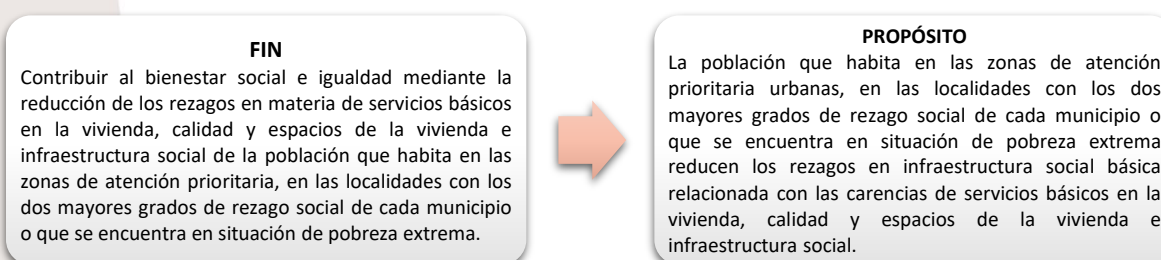 FIN
Contribuir al bienestar social e igualdad mediante la
reducción de los rezagos en materia de servicios básicos
en la vivienda, calidad y espacios de la vivienda e
infraestructura social de la población que habita en las
zonas de atención prioritaria, en las localidades con los
dos mayores grados de rezago social de cada municipio
o que se encuentra en situación de pobreza extrema.
PROPÓSITO
La población que habita en las zonas de atención
prioritaria urbanas, en las localidades con los dos
mayores grados de rezago social de cada municipio o
que se encuentra en situación de pobreza extrema
reducen los rezagos en infraestructura social básica
relacionada con las carencias de servicios básicos en la
vivienda, calidad y espacios de la vivienda e
infraestructura social.